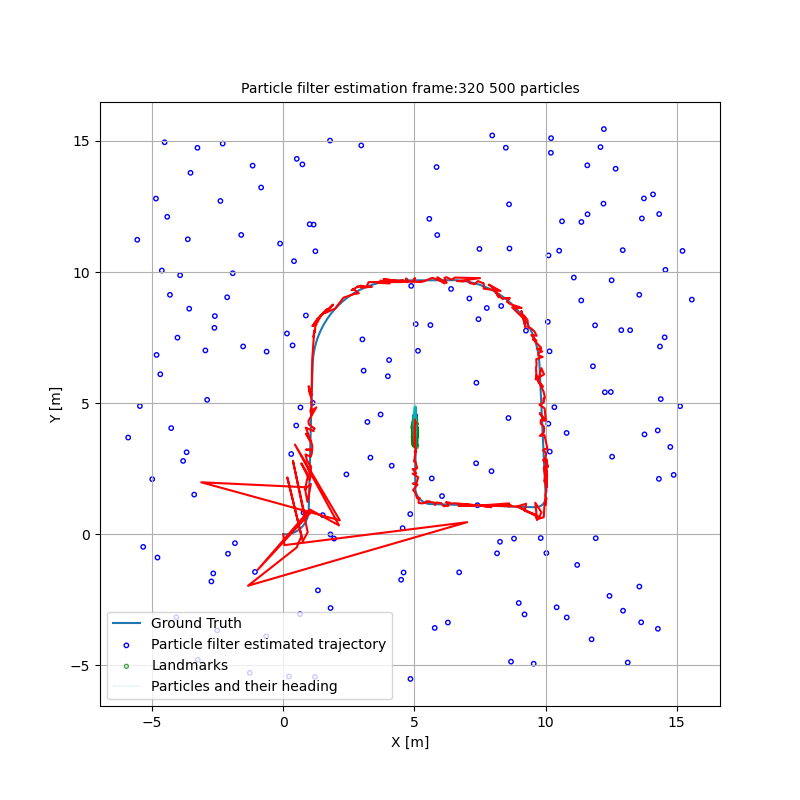 Particle filter estimation frame:320 500 particles
Y [m]
15
10
5
0
−5
Ground Truth
Particle filter estimated trajectory
Landmarks
Particles and their heading
−5 0 5 10 15
X [m]